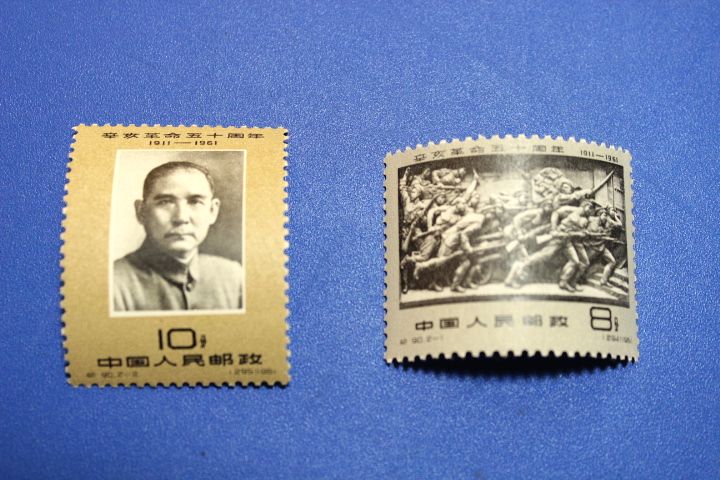 辛亥革命五十周年
1911—1961
10分
中国人民邮政
纪90.2—2.
(295)1961
辛亥革命五十周年 1911—1961
中国人民邮政 8分
纪90.2—1 (294)1961